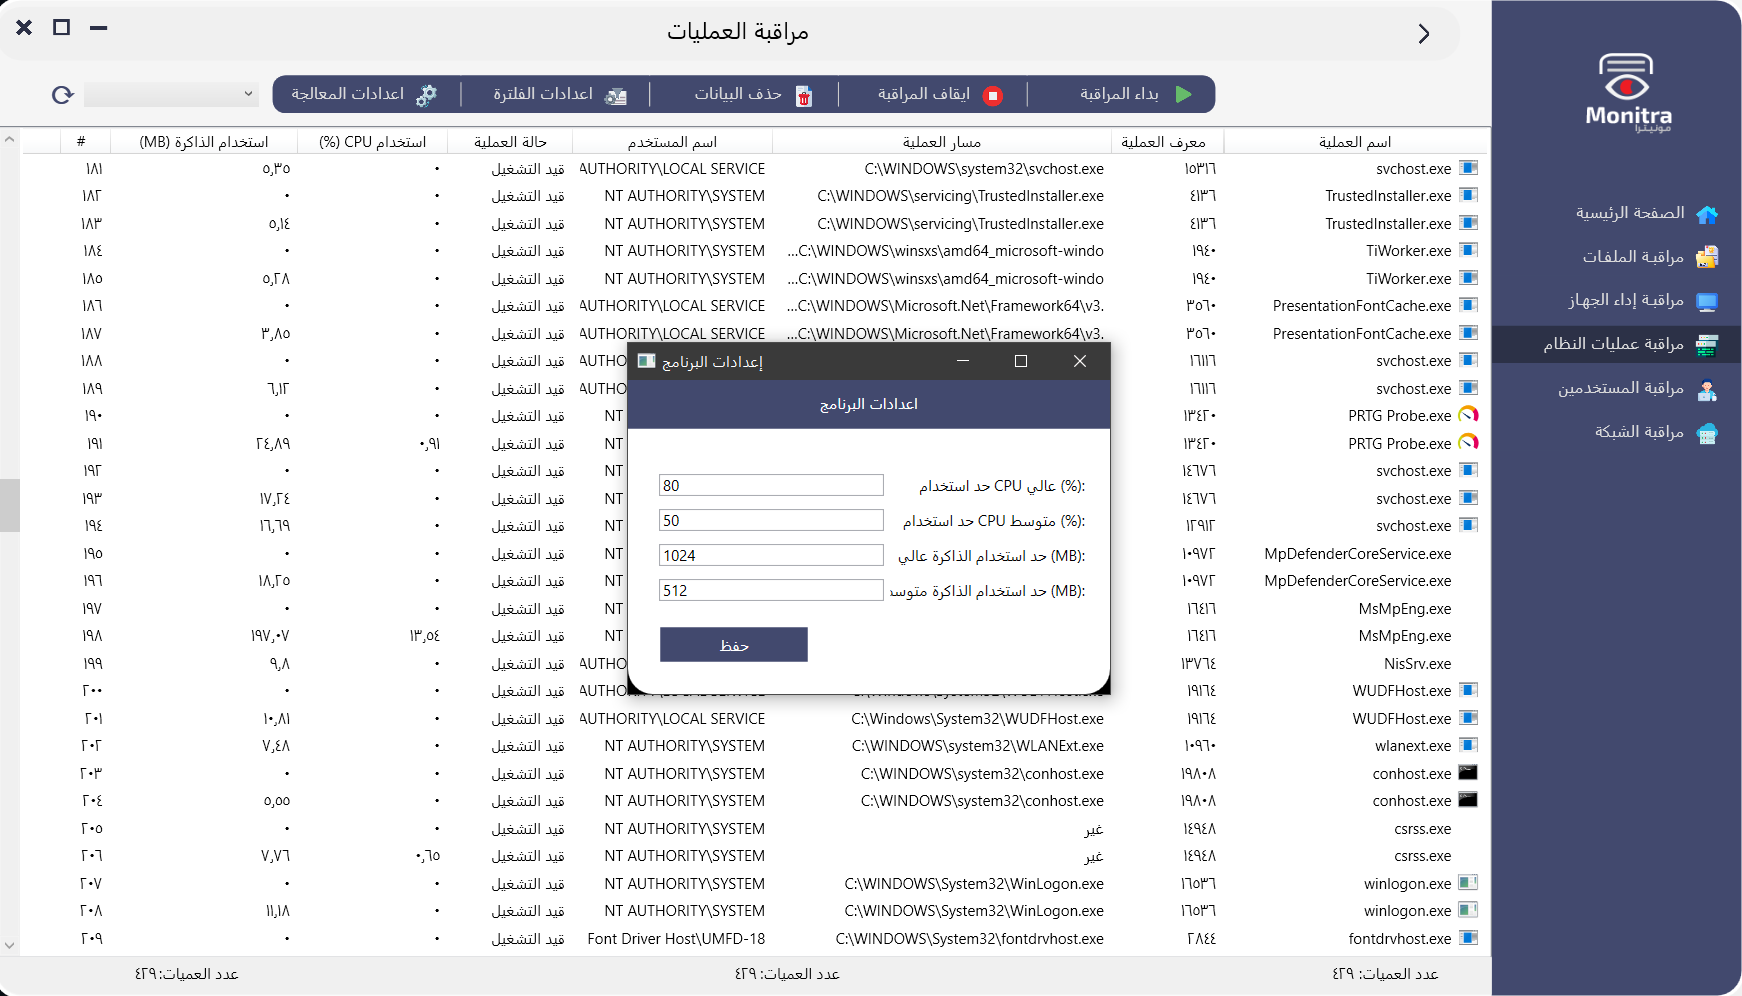 مراقبة العمليات
Monitra
مونيترا
الصفحة الرئيسية
مراقبة الملفات
مراقبة إداء الجهاز
مراقبة عمليات النظام
مراقبة المستخدمين
مراقبة الشبكة
بداء المراقبة
ايقاف المراقبة
حذف البيانات
اعدادات الفلترة
اعدادات المعالجة
اسم العملية معرف العملية مسار العملية اسم المستخدم حالة العملية استخدام CPU (%) استخدام الذاكرة (MB) #
svchost.exe ١٥٣١٦ C:\WINDOWS\system32\svchost.exe AUTHORITY\LOCAL SERVICE قيد التشغيل ٠ ٥,٣٥ ١٨١
TrustedInstaller.exe ٤١٣٦ C:\WINDOWS\servicing\TrustedInstaller.exe NT AUTHORITY\SYSTEM قيد التشغيل ٠ ٠ ١٨٢
TrustedInstaller.exe ٤١٣٦ C:\WINDOWS\servicing\TrustedInstaller.exe NT AUTHORITY\SYSTEM قيد التشغيل ٠ ٥,١٤ ١٨٣
TiWorker.exe ١٩٤٠ ...C:\WINDOWS\winsxs\amd64_microsoft-windo NT AUTHORITY\SYSTEM قيد التشغيل ٠ ٠ ١٨٤
TiWorker.exe ١٩٤٠ ...C:\WINDOWS\winsxs\amd64_microsoft-windo NT AUTHORITY\SYSTEM قيد التشغيل ٠ ٥,٢٨ ١٨٥
PresentationFontCache.exe ٣٥٦٠ ...C:\WINDOWS\Microsoft.Net\Framework64\v3. AUTHORITY\LOCAL SERVICE قيد التشغيل ٠ ٠ ١٨٦
PresentationFontCache.exe ٣٥٦٠ ...C:\WINDOWS\Microsoft.Net\Framework64\v3. AUTHORITY\LOCAL SERVICE قيد التشغيل ٠ ٣,٨٥ ١٨٧
svchost.exe ١٦١١٦ AUTHO قيد التشغيل ٠ ٠ ١٨٨
svchost.exe ١٦١١٦ AUTHO قيد التشغيل ٠ ٦,١٢ ١٨٩
PRTG Probe.exe ١٣٤٢٠ NT قيد التشغيل ٠ ٠ ١٩٠
PRTG Probe.exe ١٣٤٢٠ NT قيد التشغيل ٠,٩١ ٢٤,٨٩ ١٩١
svchost.exe ١٤٦٧٦ NT قيد التشغيل ٠ ٠ ١٩٢
svchost.exe ١٤٦٧٦ NT قيد التشغيل ٠ ١٧,٢٤ ١٩٣
svchost.exe ١٢٩١٢ NT قيد التشغيل ٠ ١٦,٦٩ ١٩٤
MpDefenderCoreService.exe ١٠٩٧٢ NT قيد التشغيل ٠ ٠ ١٩٥
MpDefenderCoreService.exe ١٠٩٧٢ NT قيد التشغيل ٠ ١٨,٢٥ ١٩٦
MsMpEng.exe ١٦٤١٦ NT قيد التشغيل ٠ ٠ ١٩٧
MsMpEng.exe ١٦٤١٦ NT قيد التشغيل ١٣,٥٤ ١٩٧,٠٧ ١٩٨
NisSrv.exe ١٣٧٦٤ AUTHO قيد التشغيل ٠ ٩,٨ ١٩٩
WUDFHost.exe ١٩١٦٤ قيد التشغيل ٠ ٠ ٢٠٠
WUDFHost.exe ١٩١٦٤ C:\Windows\System32\WUDFHost.exe AUTHORITY\LOCAL SERVICE قيد التشغيل ٠ ١٠,٨١ ٢٠١
wlanext.exe ١٠٩٦٠ C:\WINDOWS\system32\WLANExt.exe NT AUTHORITY\SYSTEM قيد التشغيل ٠ ٧,٤٨ ٢٠٢
conhost.exe ١٩٨٠٨ C:\WINDOWS\system32\conhost.exe NT AUTHORITY\SYSTEM قيد التشغيل ٠ ٠ ٢٠٣
conhost.exe ١٩٨٠٨ C:\WINDOWS\system32\conhost.exe NT AUTHORITY\SYSTEM قيد التشغيل ٠ ٥,٥٥ ٢٠٤
csrss.exe ١٤٩٤٨ غير NT AUTHORITY\SYSTEM قيد التشغيل ٠ ٠ ٢٠٥
csrss.exe ١٤٩٤٨ غير NT AUTHORITY\SYSTEM قيد التشغيل ٠,٦٥ ٧,٧٦ ٢٠٦
winlogon.exe ١٦٥٣٦ C:\WINDOWS\System32\WinLogon.exe NT AUTHORITY\SYSTEM قيد التشغيل ٠ ٠ ٢٠٧
winlogon.exe ١٦٥٣٦ C:\WINDOWS\System32\WinLogon.exe NT AUTHORITY\SYSTEM قيد التشغيل ٠ ١١,١٨ ٢٠٨
fontdrvhost.exe ٢٨٤٤ C:\WINDOWS\System32\fontdrvhost.exe Font Driver Host\UMFD-18 قيد التشغيل ٠ ٠ ٢٠٩
إعدادات البرنامج
اعدادات البرنامج
(%) عالي CPU حد استخدام: 80
(%) متوسط CPU حد استخدام: 50
(MB) حد استخدام الذاكرة عالي: 1024
(MB) حد استخدام الذاكرة متوسد: 512
حفظ
عدد العميات: ٤٢٩ عدد العميات: ٤٢٩ عدد العميات: ٤٢٩